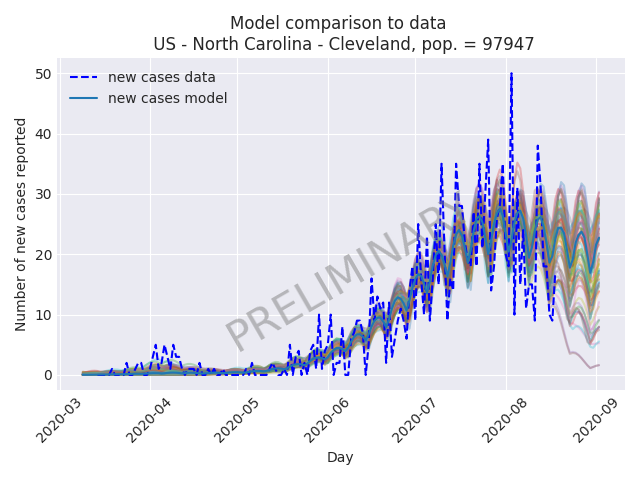 Model comparison to data
US - North Carolina - Cleveland, pop. = 97947
new cases data
new cases model
Number of new cases reported
50
40
30
20
10
0
PRELIMINARY
2020-03
2020-04
2020-05
2020-06
2020-07
2020-08
2020-09
Day